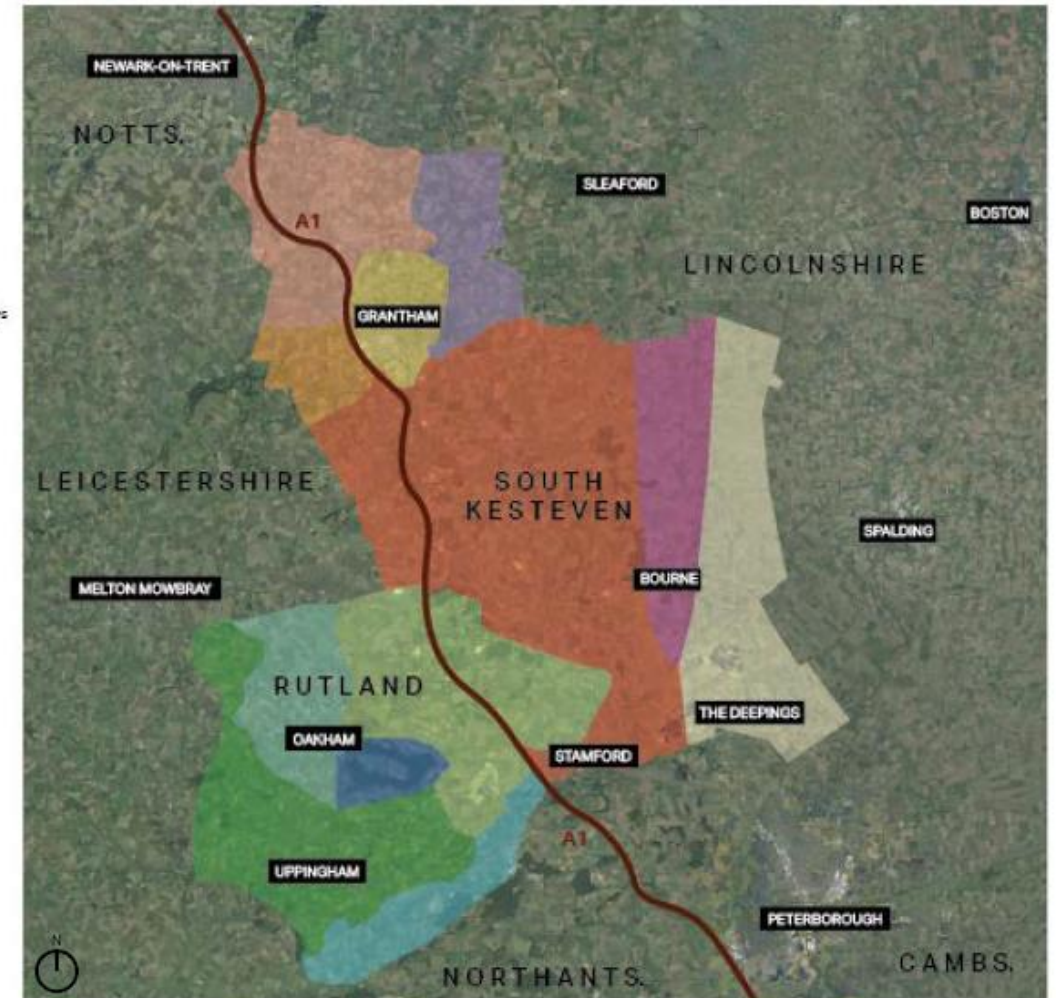 NEWARK-ON-TRENT
NOTTS.
SLEAFORD
BOSTON
A1
LINCOLNSHIRE
GRANTHAM
LEICESTERSHIRE
SOUTH
KESTEVEN
SPALDING
BOURNE
MELTON MOWBRAY
RUTLAND
THE DEEPINGS
OAKHAM
STAMFORD
A1
UPPINGHAM
PETERBOROUGH
N
CAMBS.
NORTHANTS.